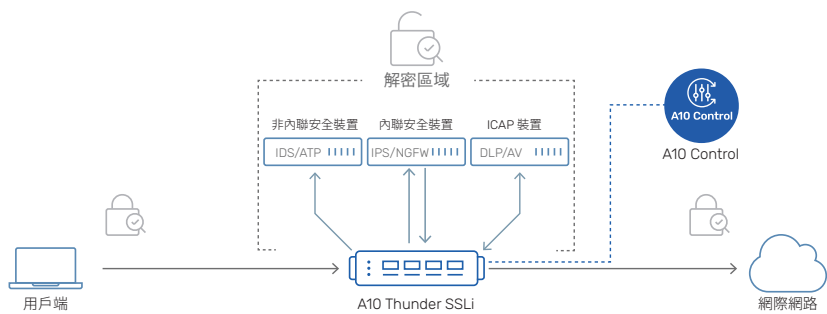 解密區域
非內聯安全裝置
內聯安全裝置
ICAP 裝置
IDS/ATP
IPS/NGFW
DLP/AV
A10 Control
A10 Control
用戶端
A10 Thunder SSLi
網際網路